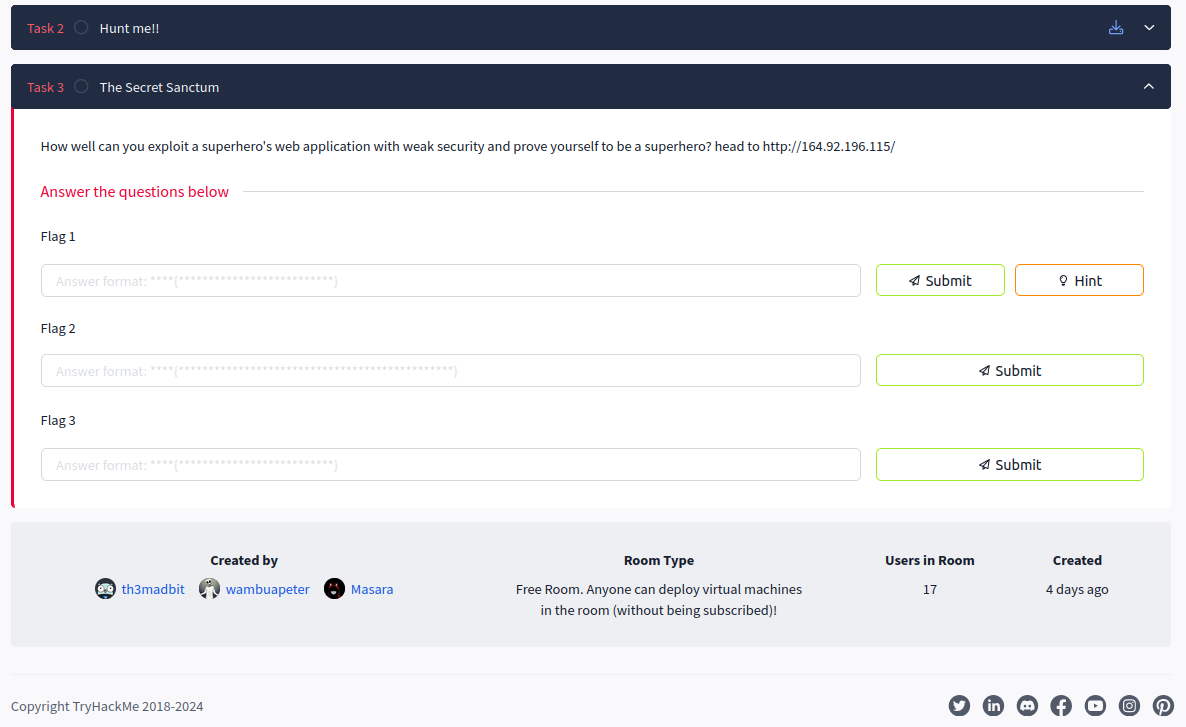 Task 2 Hunt me!!
Task 3 The Secret Sanctum
How well can you exploit a superhero's web application with weak security and prove yourself to be a superhero? head to http://164.92.196.115/
Answer the questions below
Flag 1
Answer format: ****{**************************}
Submit
Hint
Flag 2
Answer format: ****{**********************************************}
Submit
Flag 3
Answer format: ****{**************************}
Submit
Created by
th3madbit wambuapeter Masara
Room Type
Free Room. Anyone can deploy virtual machines
in the room (without being subscribed)!
Users in Room
17
Created
4 days ago
Copyright TryHackMe 2018-2024